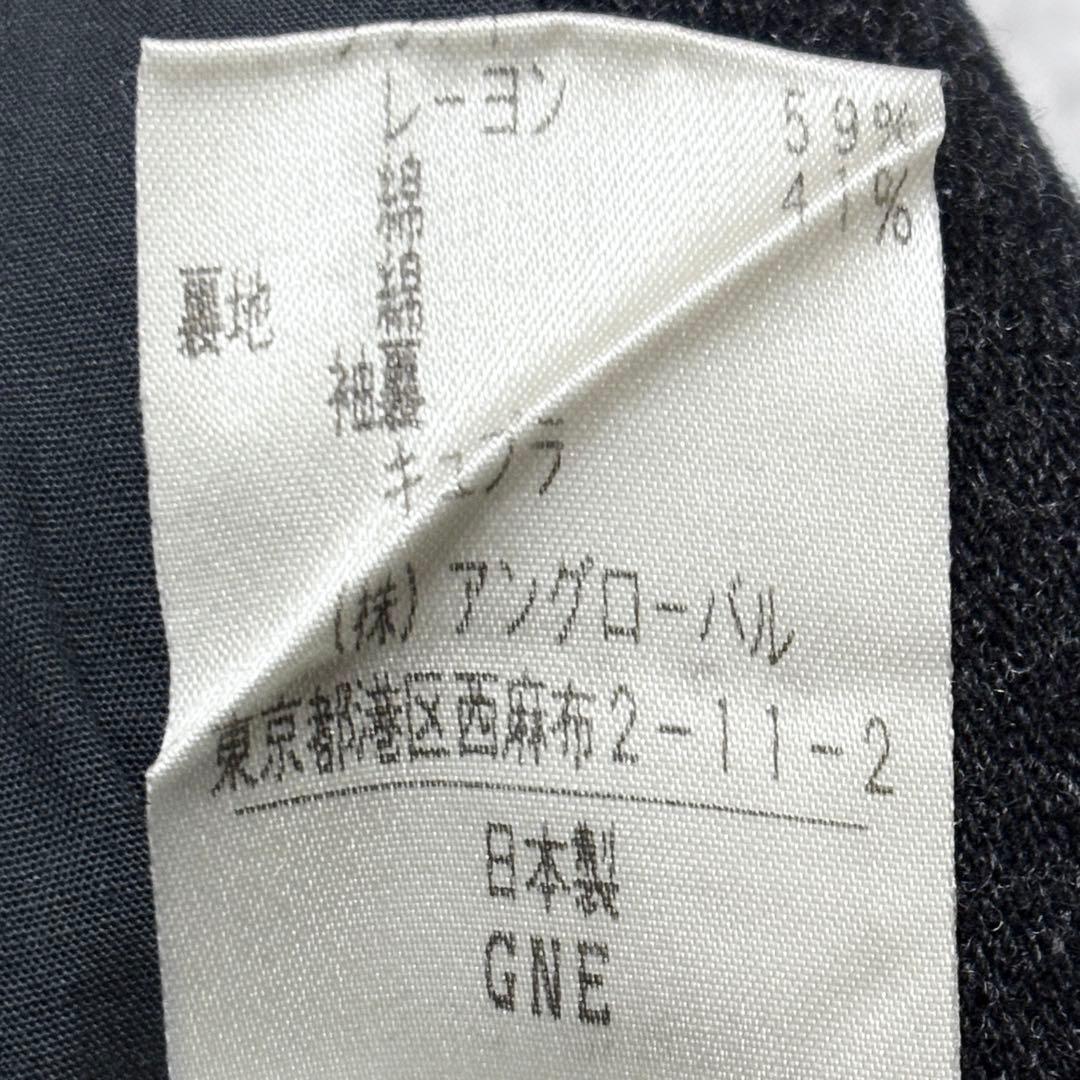 レーヨン 59%
綿 41%
裏地
袖裏
キュプラ
(株)アングローバル
東京都港区西麻布2-11-2
日本製
GNE